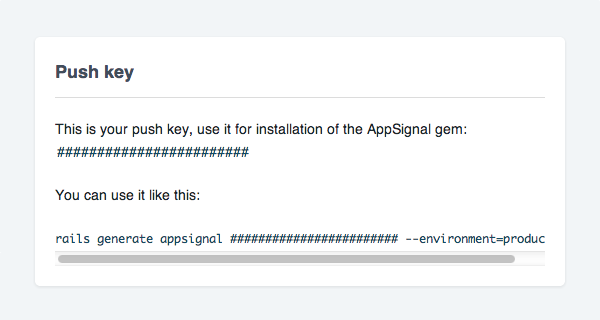 Push key
This is your push key, use it for installation of the AppSignal gem:
########################
You can use it like this:
rails generate appsignal ######################## --environment=produc